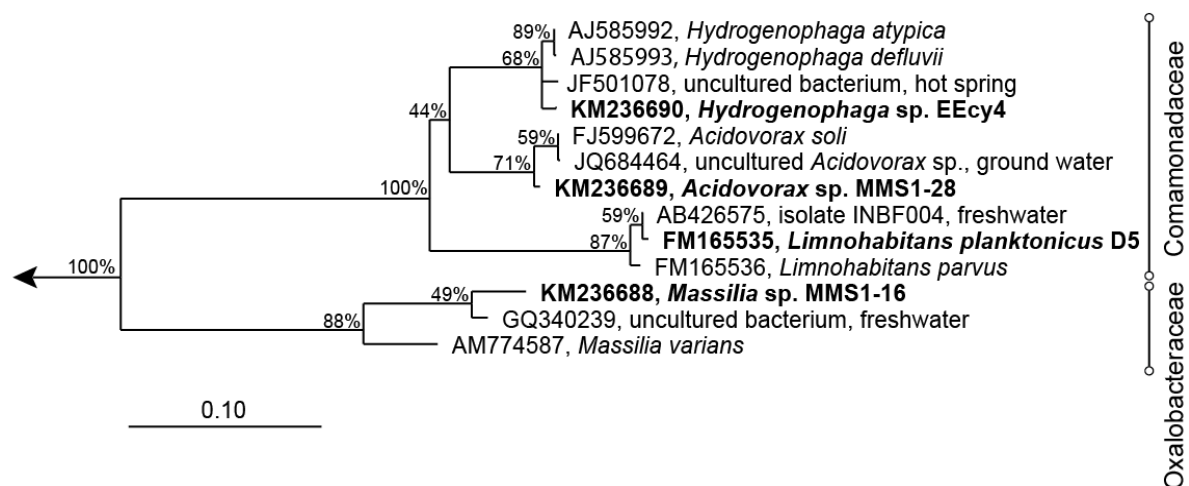 89% AJ585992, Hydrogenophaga atypica
AJ585993, Hydrogenophaga defluvii
68% JF501078, uncultured bacterium, hot spring
KM236690, Hydrogenophaga sp. EEcy4
44%
59% FJ599672, Acidovorax soli
71% JQ684464, uncultured Acidovorax sp., ground water
100% KM236689, Acidovorax sp. MMS1-28
59% AB426575, isolate INBF004, freshwater
87% FM165535, Limnohabitans planktonicus D5
FM165536, Limnohabitans parvus
100%
49% KM236688, Massilia sp. MMS1-16
88% GQ340239, uncultured bacterium, freshwater
AM774587, Massilia varians
0.10
Comamonadaceae
Oxalobacteraceae